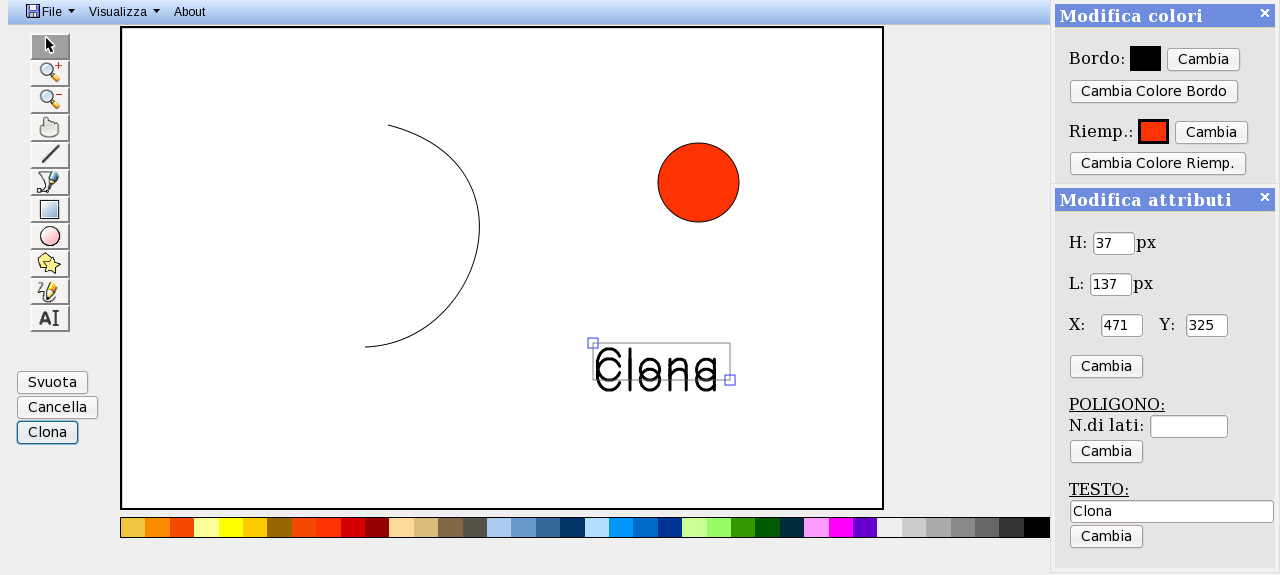 File Visualizza About
Svuota
Cancella
Clona
AI
Clona
Clona
Modifica colori
Bordo: Cambia
Cambia Colore Bordo
Riemp.: Cambia
Cambia Colore Riemp.
Modifica attributi
H: 37 px
L: 137 px
X: 471 Y: 325
Cambia
POLIGONO:
N.di lati:
Cambia
TESTO:
Clona
Cambia